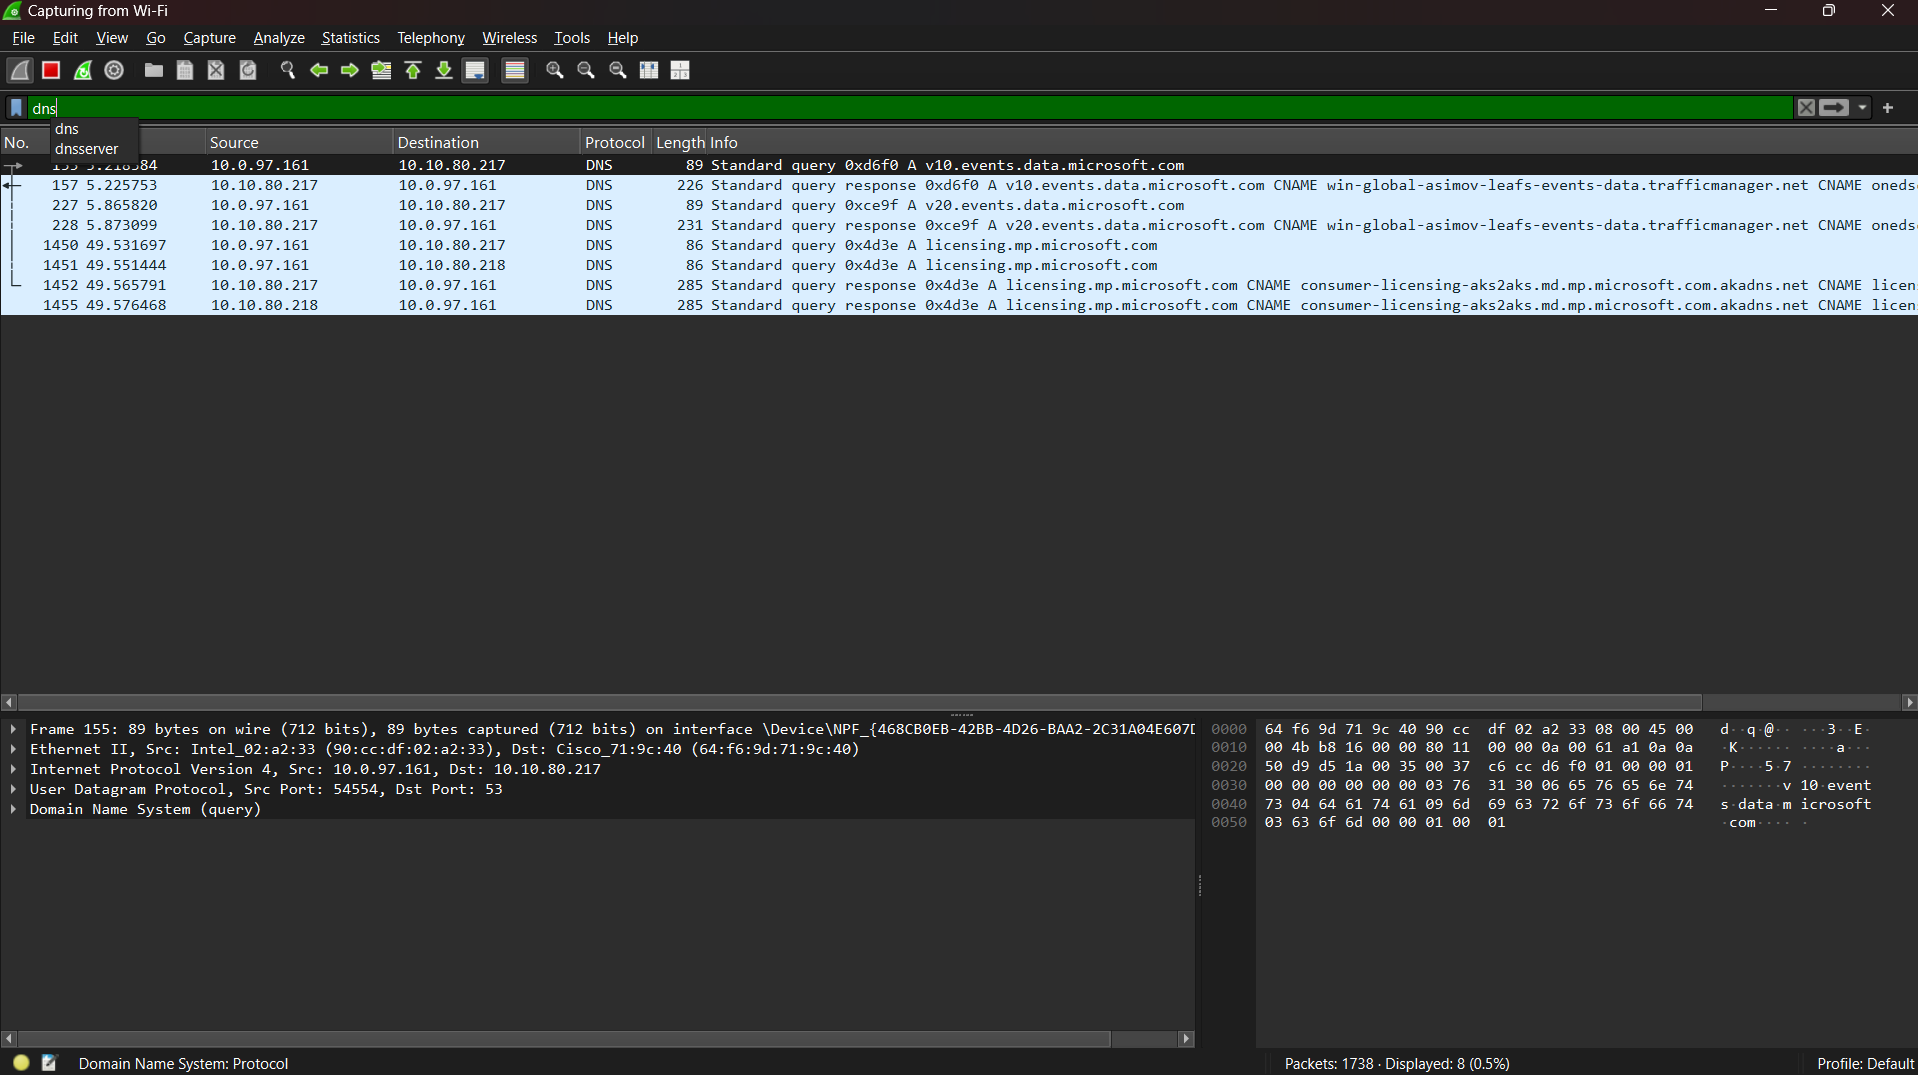 Capturing from Wi-Fi
File Edit View Go Capture Analyze Statistics Telephony Wireless Tools Help
dns
dns
dnsserver
No. Source Destination Protocol Length Info
10.0.97.161 10.10.80.217 DNS 89 Standard query 0xd6f0 A v10.events.data.microsoft.com
157 5.225753 10.10.80.217 10.0.97.161 DNS 226 Standard query response 0xd6f0 A v10.events.data.microsoft.com CNAME win-global-asimov-leafs-events-data.trafficmanager.net CNAME oneds
227 5.865820 10.0.97.161 10.10.80.217 DNS 89 Standard query 0xce9f A v20.events.data.microsoft.com
228 5.873099 10.10.80.217 10.0.97.161 DNS 231 Standard query response 0xce9f A v20.events.data.microsoft.com CNAME win-global-asimov-leafs-events-data.trafficmanager.net CNAME oneds
1450 49.531697 10.0.97.161 10.10.80.217 DNS 86 Standard query 0x4d3e A licensing.mp.microsoft.com
1451 49.551444 10.0.97.161 10.10.80.218 DNS 86 Standard query 0x4d3e A licensing.mp.microsoft.com
1452 49.565791 10.10.80.217 10.0.97.161 DNS 285 Standard query response 0x4d3e A licensing.mp.microsoft.com CNAME consumer-licensing-aks2aks.md.mp.microsoft.com.akadns.net CNAME licen
1455 49.576468 10.10.80.218 10.0.97.161 DNS 285 Standard query response 0x4d3e A licensing.mp.microsoft.com CNAME consumer-licensing-aks2aks.md.mp.microsoft.com.akadns.net CNAME licen
Frame 155: 89 bytes on wire (712 bits), 89 bytes captured (712 bits) on interface \Device\NPF_{468CB0EB-42BB-4D26-BAA2-2C31A04E607D
Ethernet II, Src: Intel_02:a2:33 (90:cc:df:02:a2:33), Dst: Cisco_71:9c:40 (64:f6:9d:71:9c:40)
Internet Protocol Version 4, Src: 10.0.97.161, Dst: 10.10.80.217
User Datagram Protocol, Src Port: 54554, Dst Port: 53
Domain Name System (query)
0000 64 f6 9d 71 9c 40 90 cc df 02 a2 33 08 00 45 00 d··q·@·· ···3··E·
0010 00 4b b8 16 00 00 80 11 00 00 0a 00 61 a1 0a 0a ·K······ ····a···
0020 50 d9 d5 1a 00 35 00 37 c6 cc d6 f0 01 00 00 01 P····5·7 ········
0030 00 00 00 00 00 00 03 76 31 30 06 65 76 65 6e 74 ·······v 10·event
0040 73 04 64 61 74 61 09 6d 69 63 72 6f 73 6f 66 74 s·data·m icrosoft
0050 03 63 6f 6d 00 00 01 00 01 ·com···· ·
Domain Name System: Protocol
Packets: 1738 · Displayed: 8 (0.5%)
Profile: Default